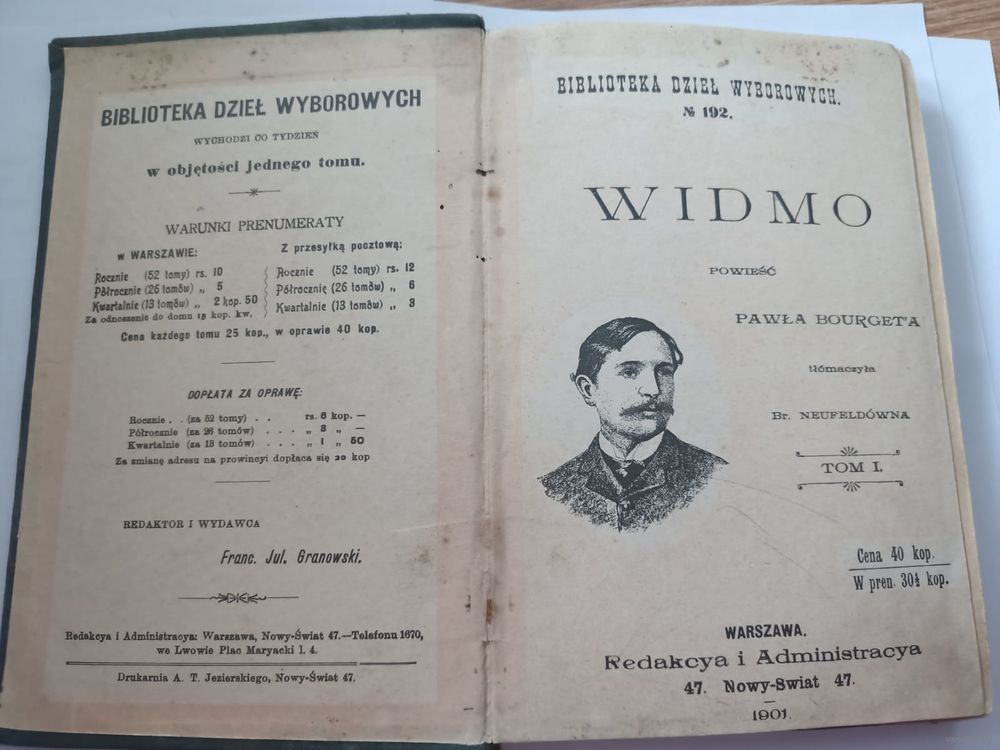 BIBLIOTEKA DZIEŁ WYBOROWYCH
WYCHODZI CO TYDZIEŃ
w objętości jednego tomu.
WARUNKI PRENUMERATY
w WARSZAWIE:
Rocznie (52 tomy) rs. 10
Półrocznie (26 tomów) „ 5
Kwartalnie (13 tomów) „ 2 kop. 50
Za odnoszenie do domu 15 kop. kw.
Z przesyłką pocztową:
Rocznie (52 tomy) rs. 12
Półrocznie (26 tomów) „ 6
Kwartalnie (13 tomów) „ 3
Cena każdego tomu 25 kop., w oprawie 40 kop.
DOPŁATA ZA OPRAWĘ:
Rocznie . . (za 52 tomy) . . rs. 6 kop. —
Półrocznie (za 26 tomów) . . . . „ 3 „ —
Kwartalnie (za 13 tomów) . . . . „ 1 „ 50
Za zmianę adresu na prowincyi dopłaca się 20 kop
REDAKTOR I WYDAWCA
Franc. Jul. Granowski.
Redakcya i Administracya: Warszawa, Nowy-Świat 47.—Telefonu 1670,
we Lwowie Plac Maryacki l. 4.
Drukarnia A. T. Jezierskiego, Nowy-Świat 47.
BIBLIOTEKA DZIEŁ WYBOROWYCH.
№ 192.
WIDMO
POWIEŚĆ
PAWŁA BOURGET'A
tłómaczyła
Br. NEUFELDÓWNA
TOM I.
Cena 40 kop.
W pren. 30½ kop.
WARSZAWA.
Redakcya i Administracya
47. Nowy-Swiat 47.
1901.